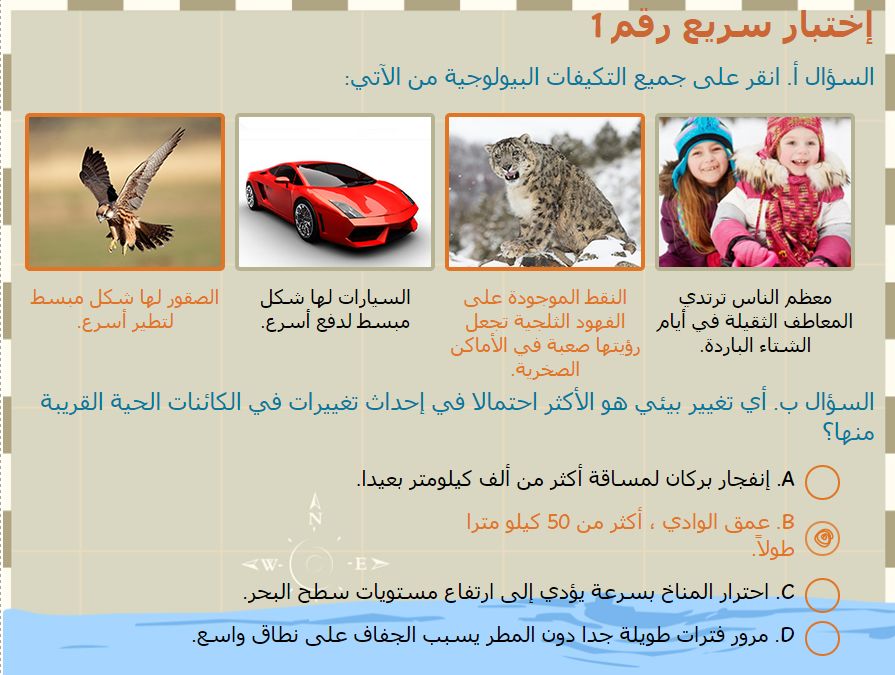 إختبار سريع رقم 1
السؤال أ. انقر على جميع التكيفات البيولوجية من الآتي:
معظم الناس ترتدي
المعاطف الثقيلة في أيام
الشتاء الباردة.
النقط الموجودة على
الفهود الثلجية تجعل
رؤيتها صعبة في الأماكن
الصخرية.
السيارات لها شكل
مبسط لدفع أسرع.
الصقور لها شكل مبسط
لتطير أسرع.
السؤال ب. أي تغيير بيئي هو الأكثر احتمالا في إحداث تغييرات في الكائنات الحية القريبة
منها؟
A. إنفجار بركان لمساقة أكثر من ألف كيلومتر بعيدا.
B. عمق الوادي ، أكثر من 50 كيلو مترا
طولاً.
C. احترار المناخ بسرعة يؤدي إلى ارتفاع مستويات سطح البحر.
D. مرور فترات طويلة جدا دون المطر يسبب الجفاف على نطاق واسع.
N
W
E